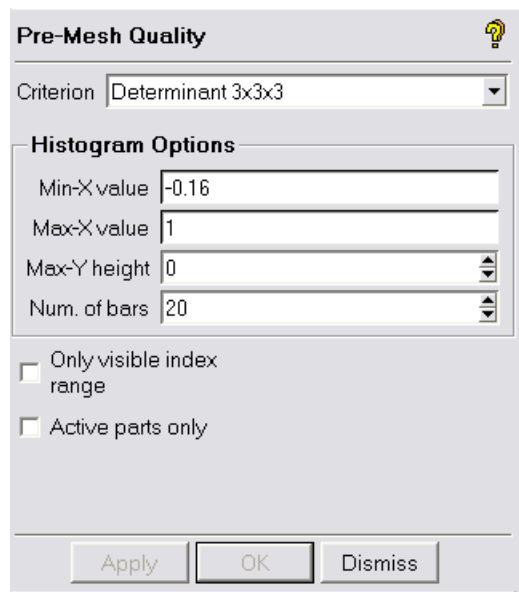 Pre-Mesh Quality
Criterion Determinant 3x3x3
Histogram Options
Min-X value -0.16
Max-X value 1
Max-Y height 0
Num. of bars 20
Only visible index
range
Active parts only
Apply OK Dismiss